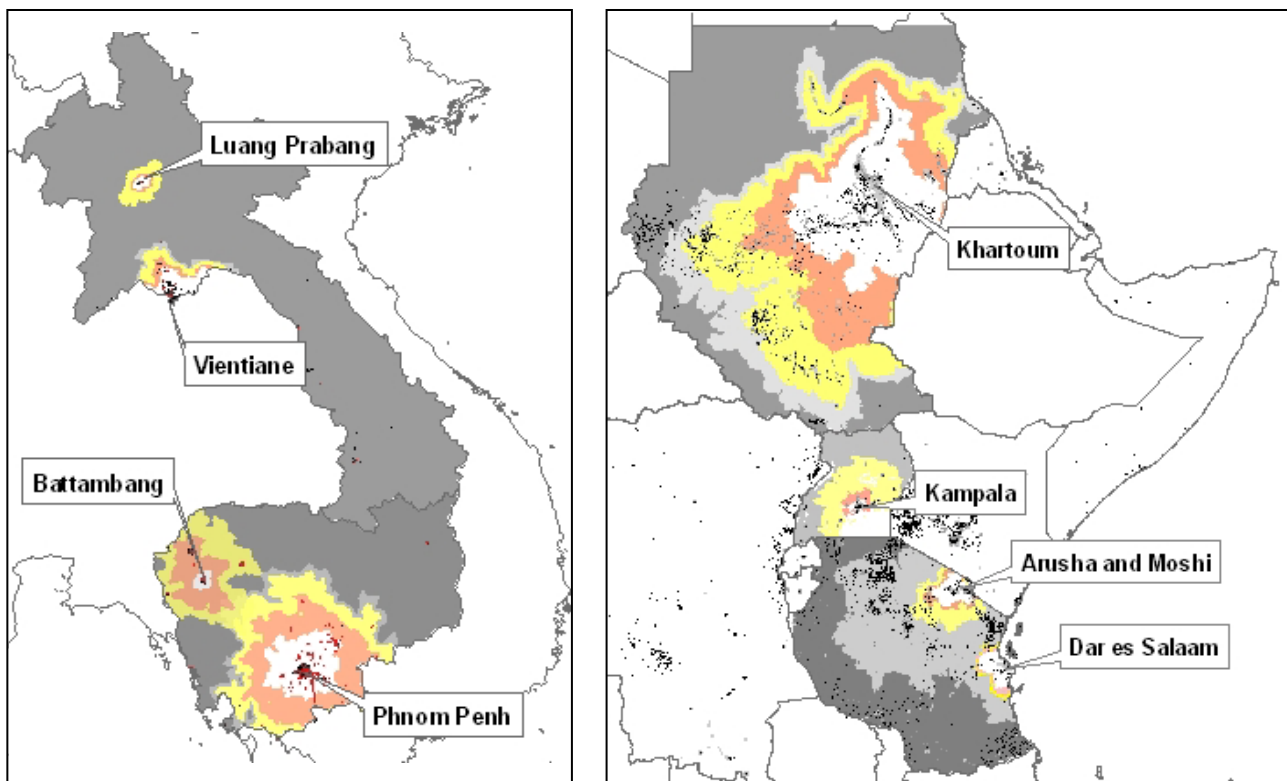 Luang Prabang
Vientiane
Battambang
Phnom Penh
Khartoum
Kampala
Arusha and Moshi
Dar es Salaam